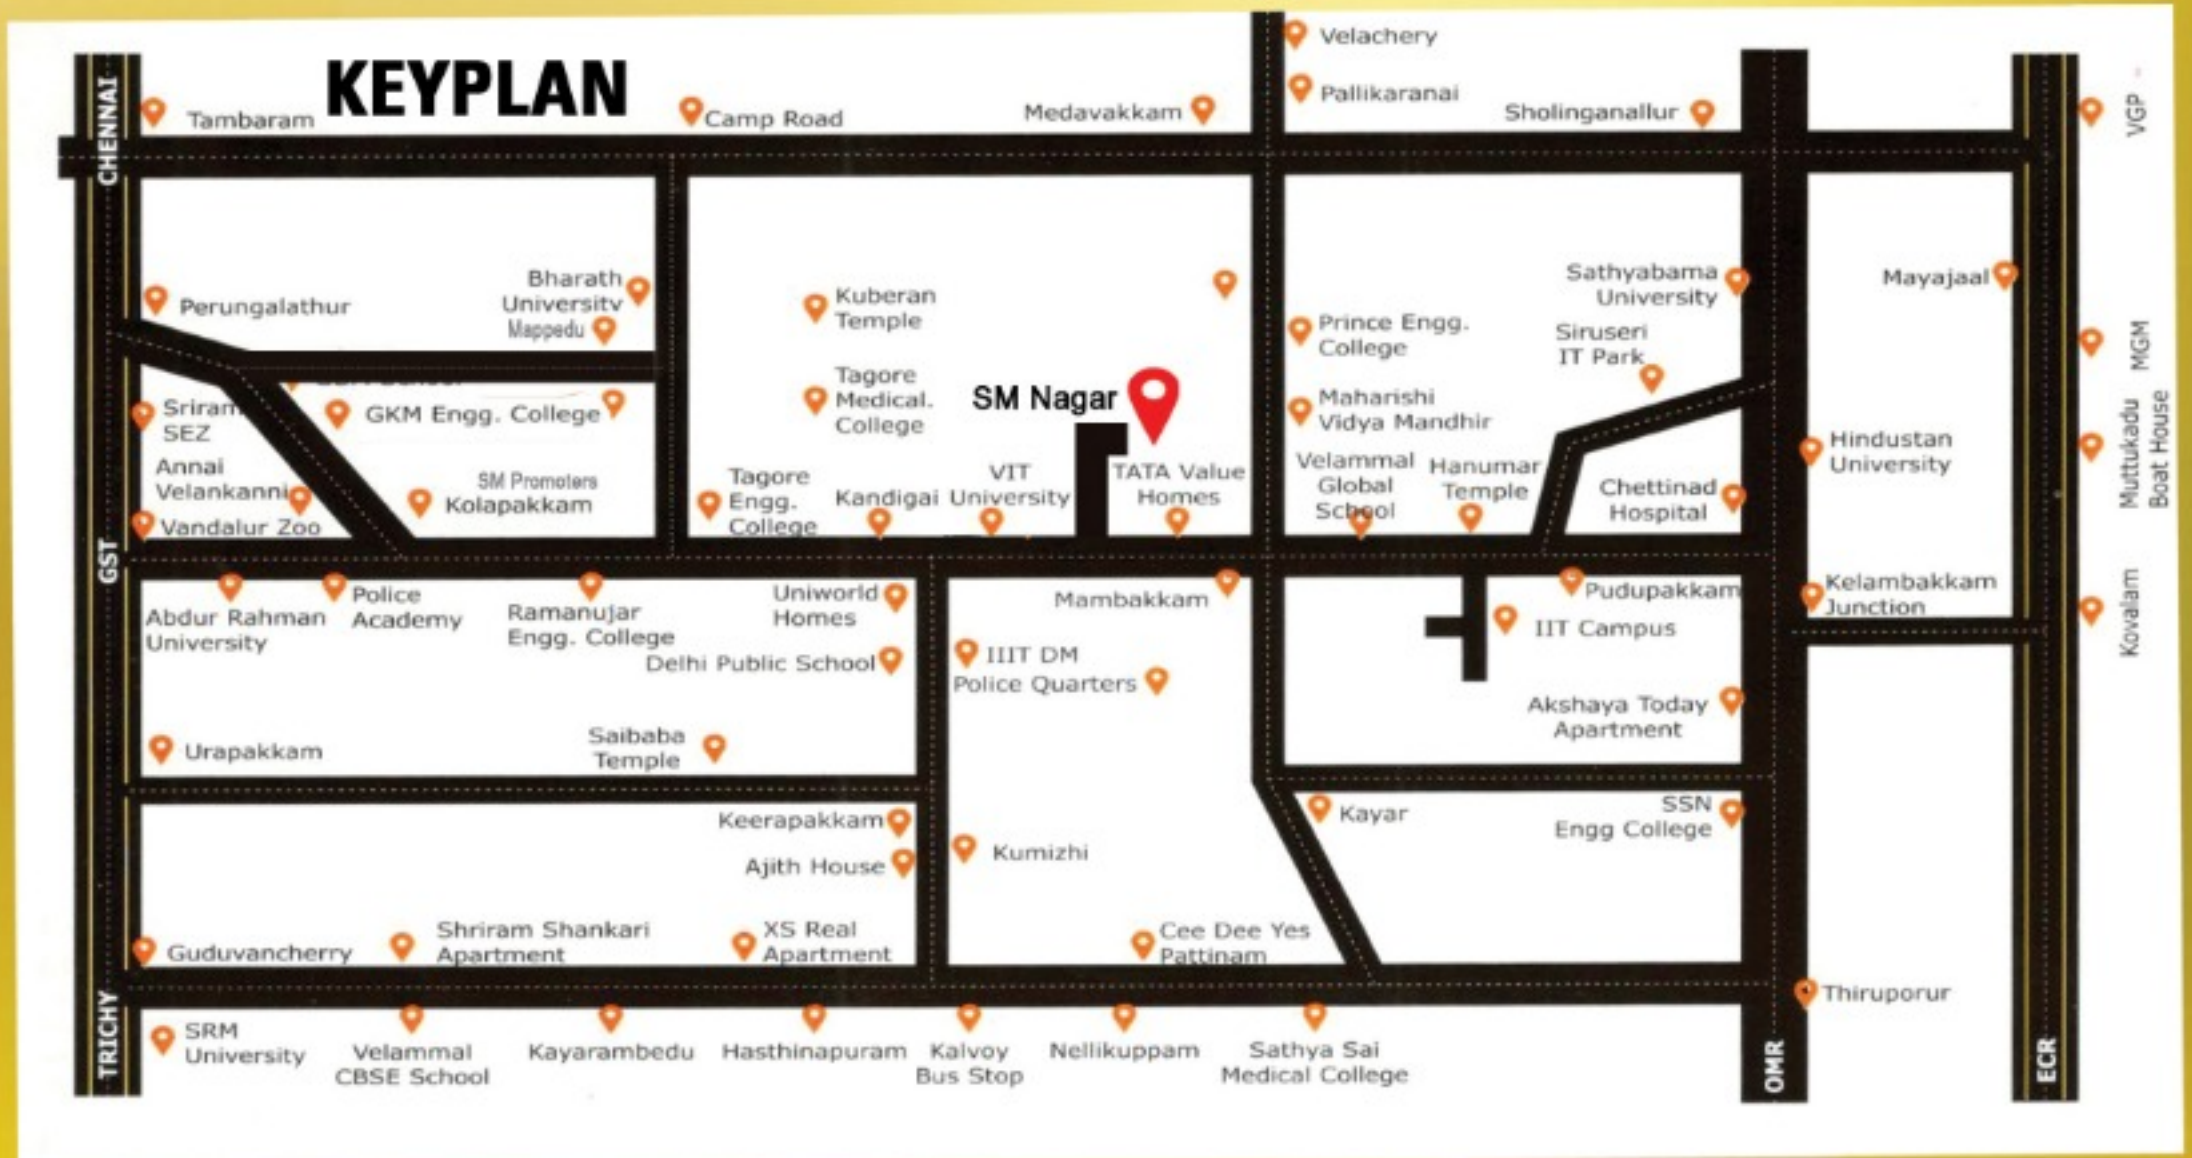 KEYPLAN
CHENNAI
Tambaram
Camp Road
Medavakkam
Velachery
Pallikaranai
Sholinganallur
VGP
Perungalathur
Bharath
Universitv
Mappedu
Kuberan
Temple
Prince Engg.
College
Sathyabama
University
Siruseri
IT Park
Mayajaal
MGM
Sriram
SEZ
GKM Engg. College
Tagore
Medical.
College
SM Nagar
Maharishi
Vidya Mandhir
Muttukadu
Boat House
Annai
Velankanni
Vandalur Zoo
SM Promoters
Kolapakkam
Tagore
Engg.
College
Kandigai
VIT
University
TATA Value
Homes
Velammal
Global
School
Hanumar
Temple
Chettinad
Hospital
Hindustan
University
GST
Abdur Rahman
University
Police
Academy
Ramanujar
Engg. College
Uniworld
Homes
Delhi Public School
Mambakkam
IIIT DM
Police Quarters
Pudupakkam
IIT Campus
Kelambakkam
Junction
Kovalam
Akshaya Today
Apartment
Urapakkam
Saibaba
Temple
Keerapakkam
Ajith House
Kumizhi
Kayar
SSN
Engg College
Guduvancherry
Shriram Shankari
Apartment
XS Real
Apartment
Cee Dee Yes
Pattinam
Thiruporur
TRICHY
SRM
University
Velammal
CBSE School
Kayarambedu
Hasthinapuram
Kalvoy
Bus Stop
Nellikuppam
Sathya Sai
Medical College
OMR
ECR